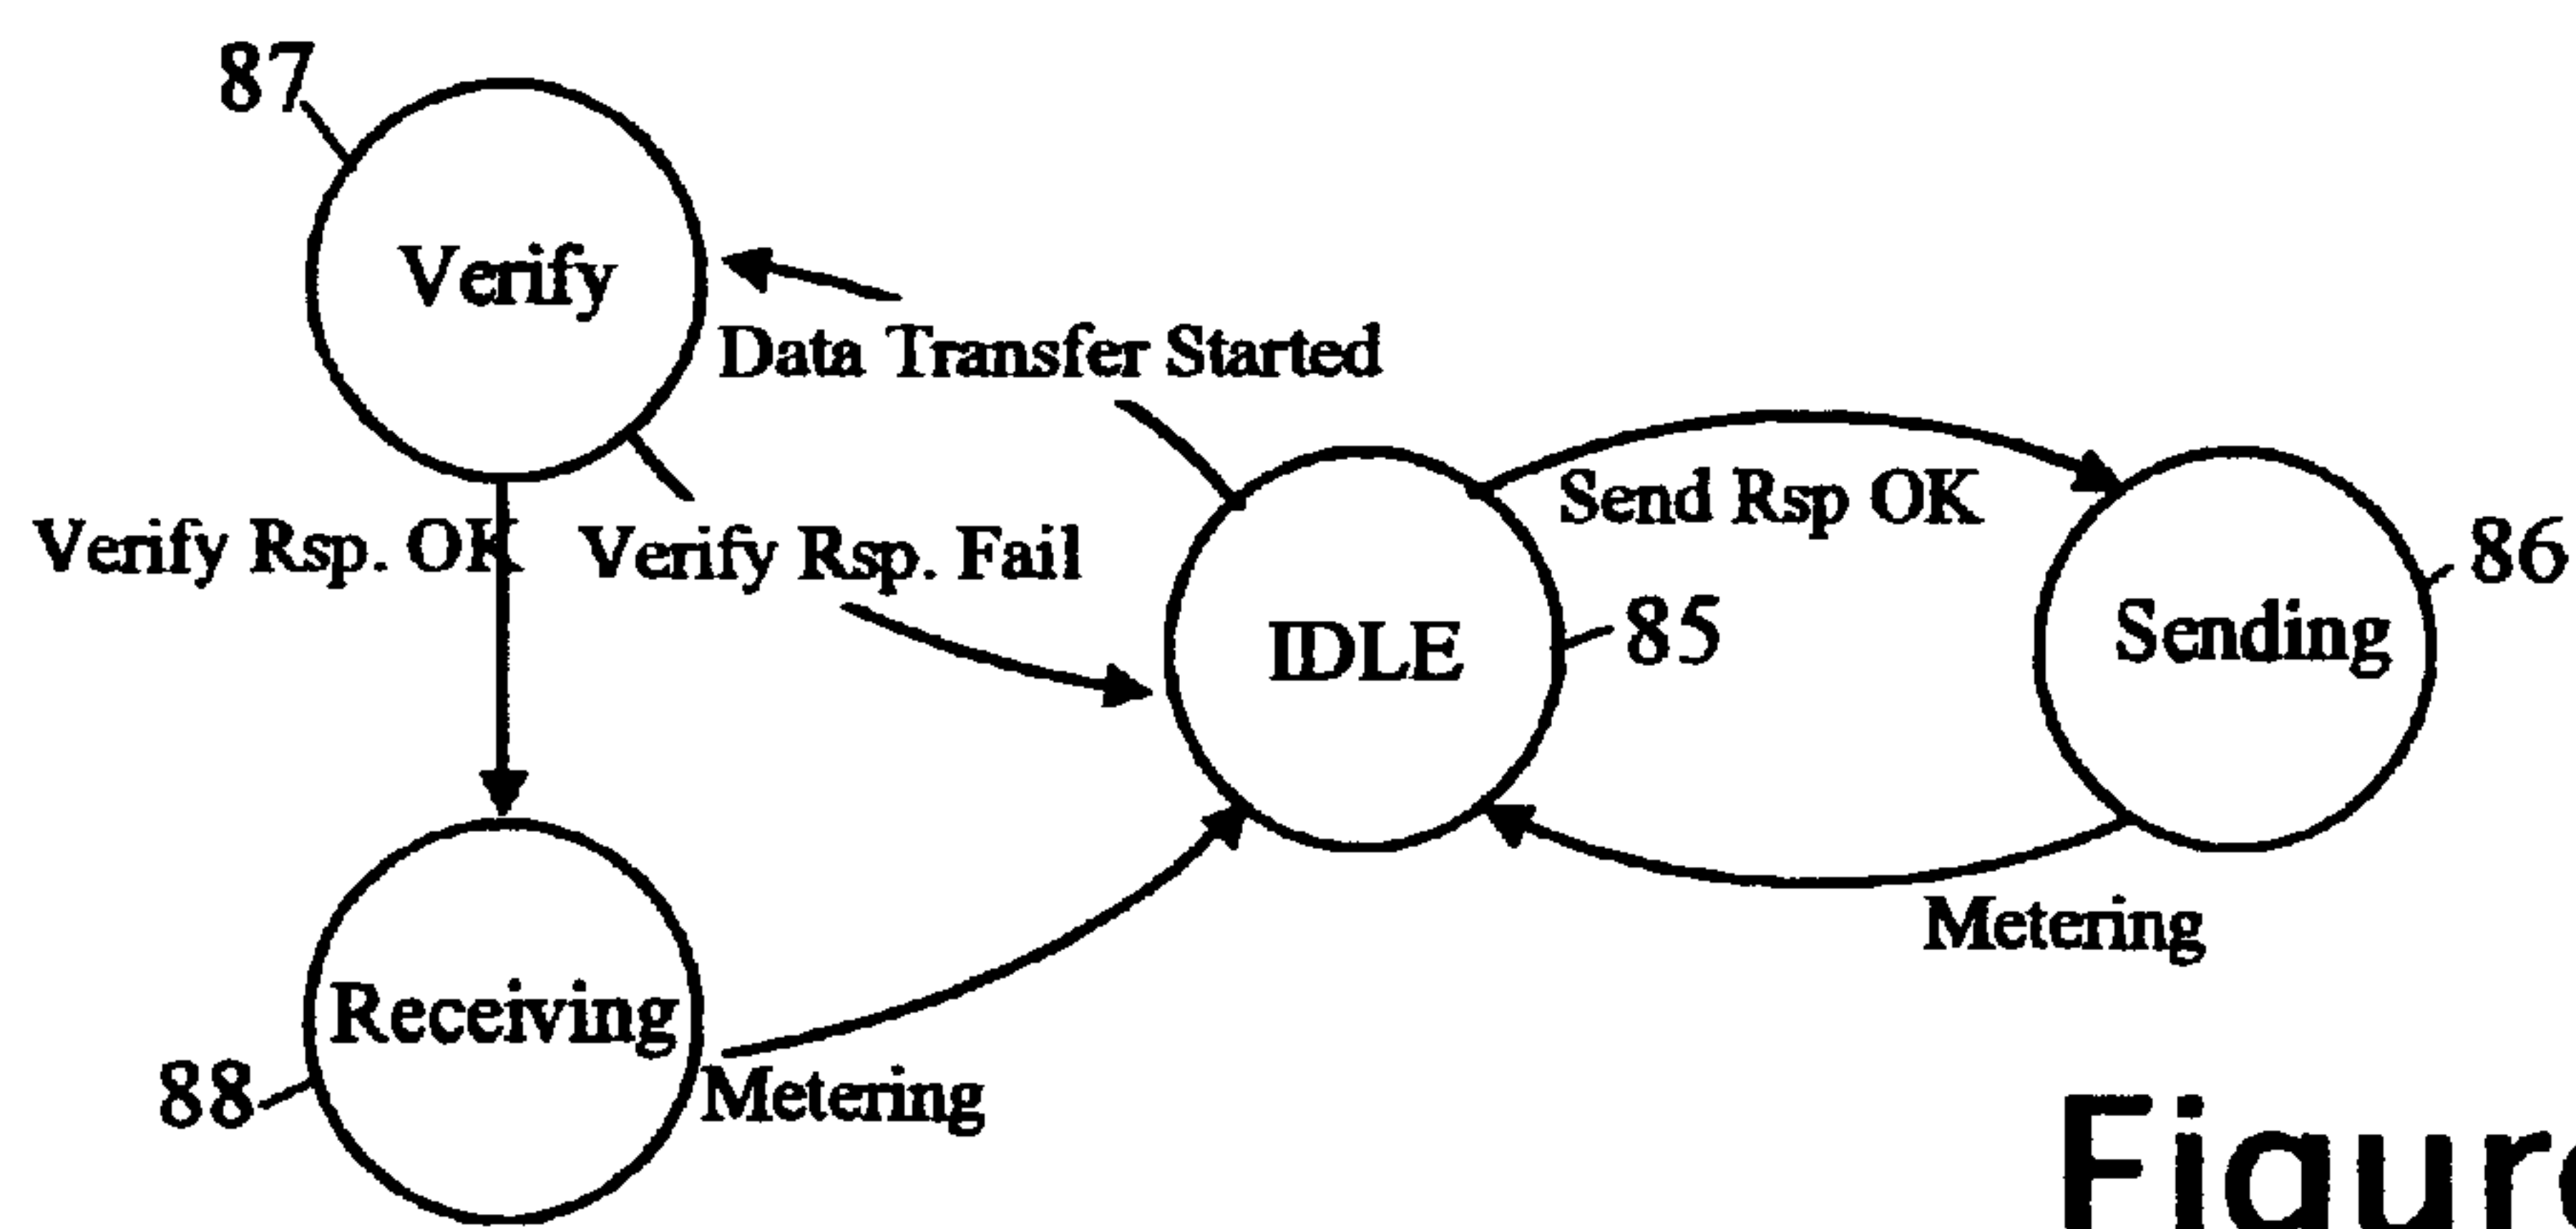 87
Verify
Data Transfer Started
Verify Rsp. OK
Verify Rsp. Fail
Send Rsp OK
86
IDLE
85
Sending
Metering
Receiving
88
Metering